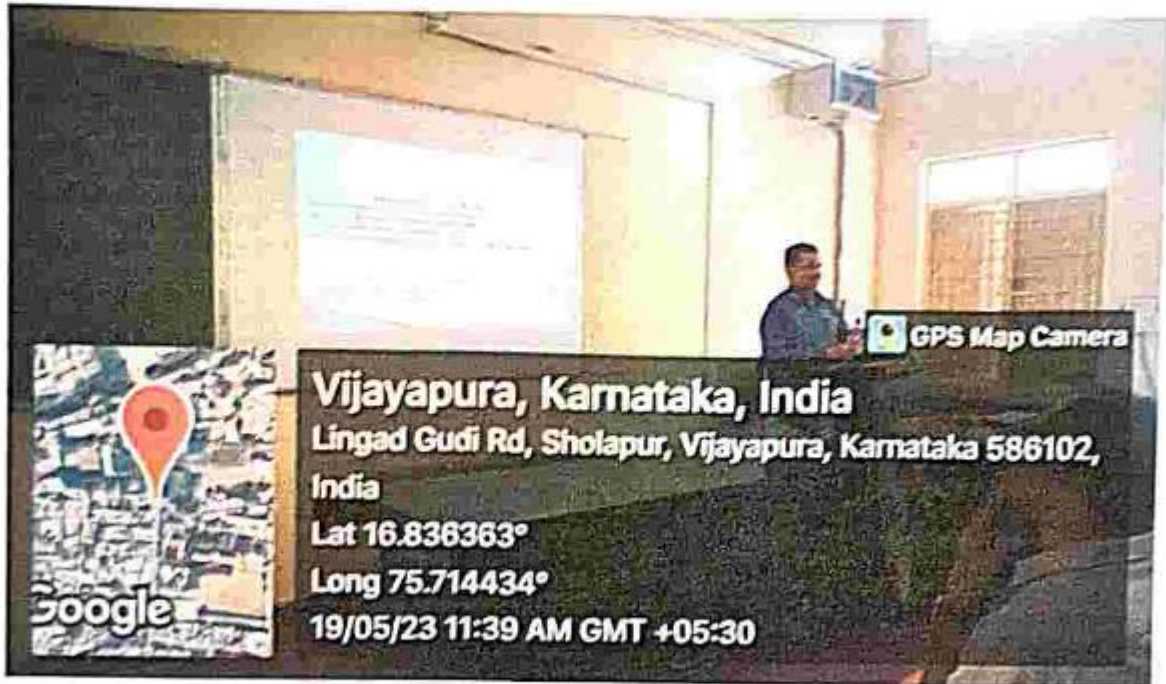 GPS Map Camera
Vijayapura, Karnataka, India
Lingad Gudi Rd, Sholapur, Vijayapura, Karnataka 586102,
India
Lat 16.836363°
Long 75.714434°
19/05/23 11:39 AM GMT +05:30
Google